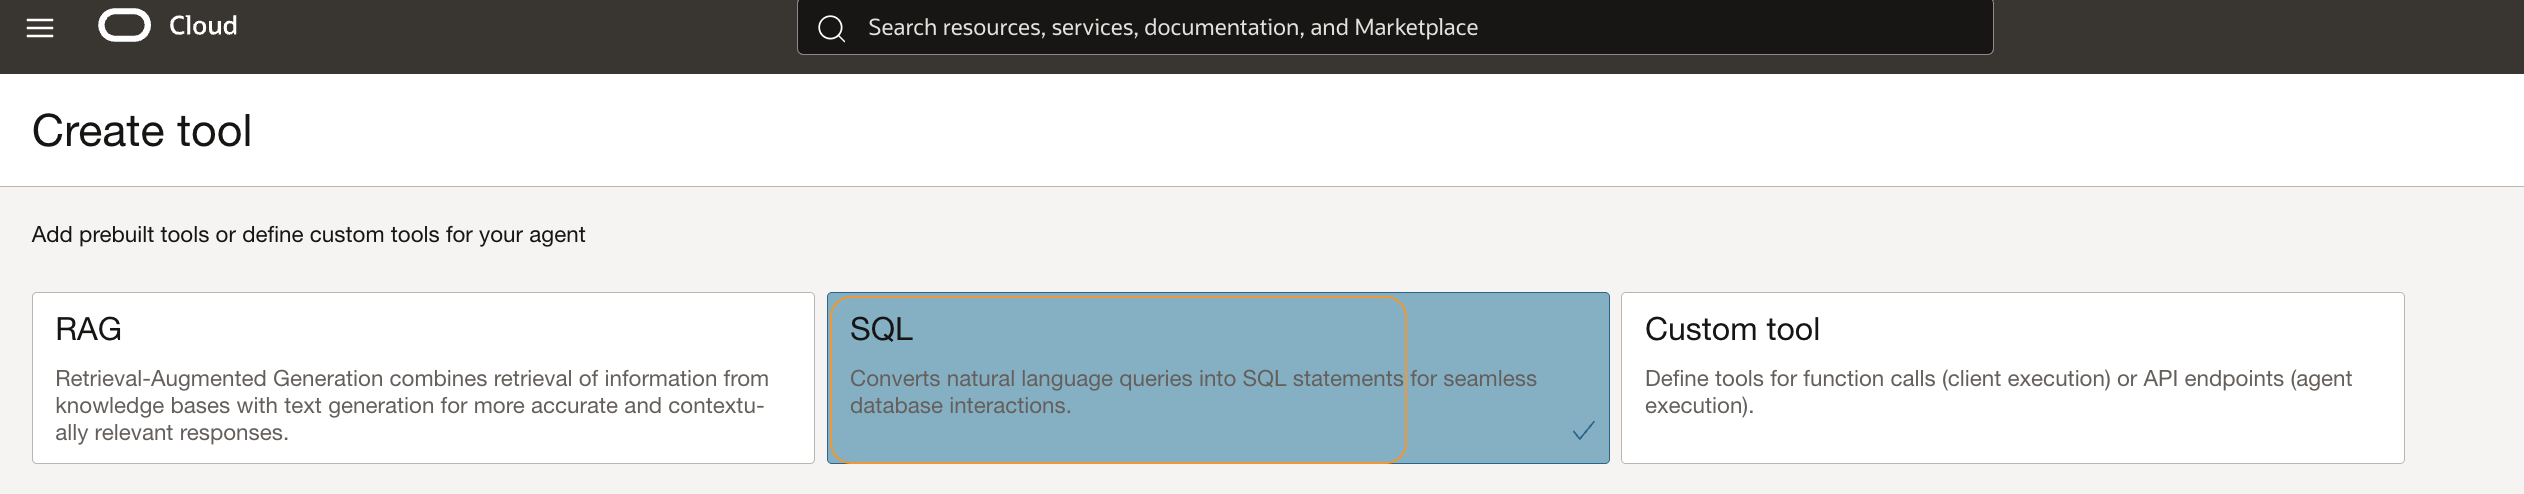 Cloud
Search resources, services, documentation, and Marketplace
Create tool
Add prebuilt tools or define custom tools for your agent
RAG
Retrieval-Augmented Generation combines retrieval of information from
knowledge bases with text generation for more accurate and contextu-
ally relevant responses.
SQL
Converts natural language queries into SQL statements for seamless
database interactions.
Custom tool
Define tools for function calls (client execution) or API endpoints (agent
execution).